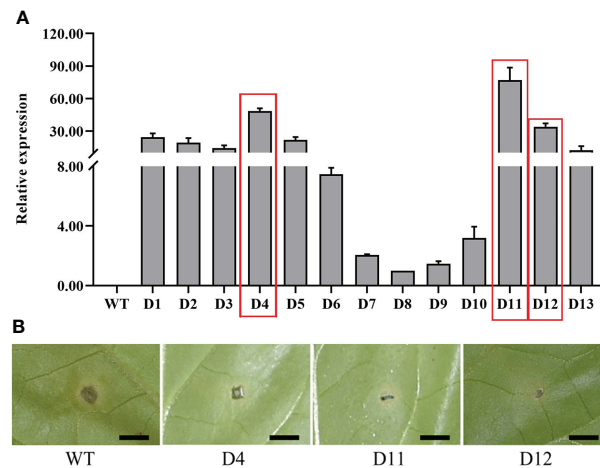 A
120.00
90.00
60.00
30.00
8.00
4.00
0.00
Relative expression
WT D1 D2 D3 D4 D5 D6 D7 D8 D9 D10 D11 D12 D13
B
WT D4 D11 D12